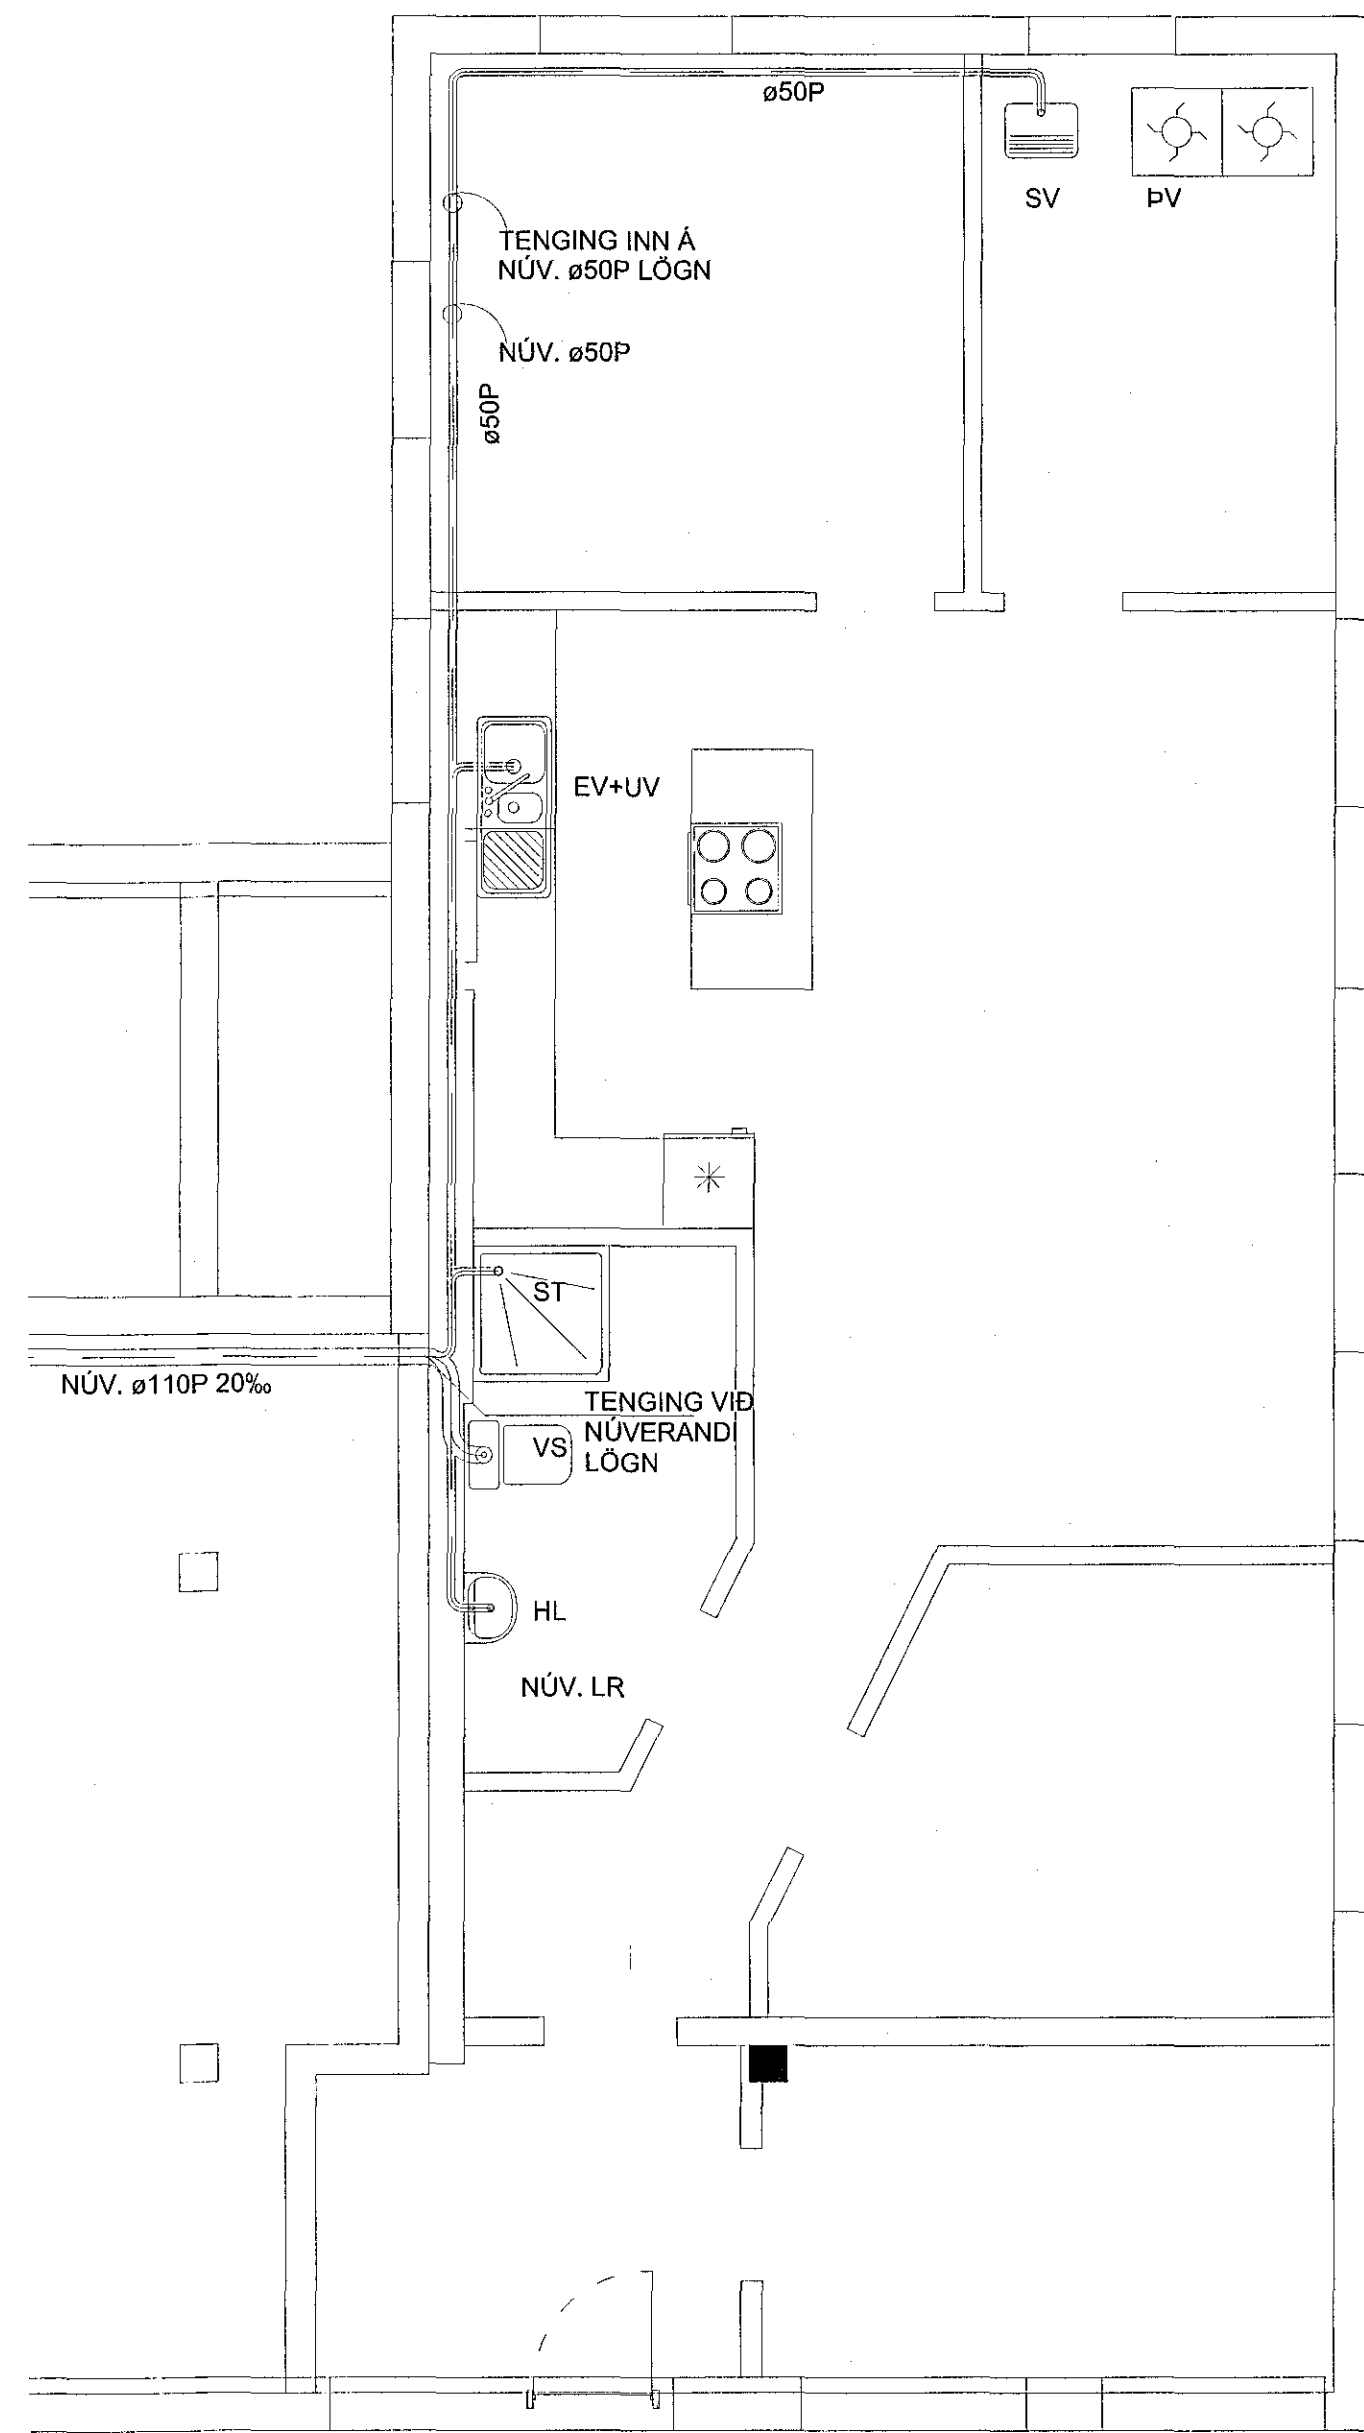 ø50P
SV
ÞV
TENGING INN Á
NÚV. ø50P LÖGN
NÚV. ø50P
ø50P
EV+UV
ST
NÚV. ø110P 20‰
TENGING VIÐ
NÚVERANDI
LÖGN
VS
HL
NÚV. LR